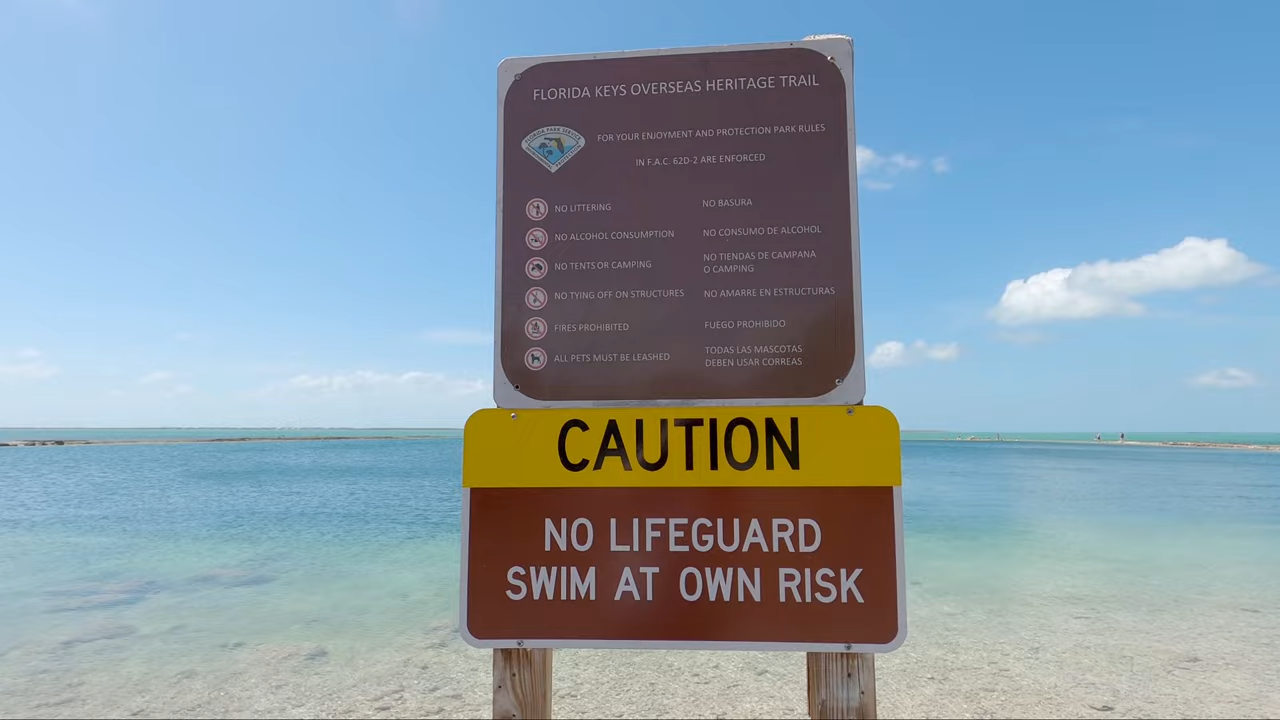 FLORIDA KEYS OVERSEAS HERITAGE TRAIL
FLORIDA PARK SERVICE
FOR YOUR ENJOYMENT AND PROTECTION PARK RULES
IN F.A.C. 62D-2 ARE ENFORCED
NO LITTERING
NO BASURA
NO ALCOHOL CONSUMPTION
NO CONSUMO DE ALCOHOL
NO TENTS OR CAMPING
NO TIENDAS DE CAMPANA
O CAMPING
NO TYING OFF ON STRUCTURES
NO AMARRE EN ESTRUCTURAS
FIRES PROHIBITED
FUEGO PROHIBIDO
ALL PETS MUST BE LEASHED
TODAS LAS MASCOTAS
DEBEN USAR CORREAS
CAUTION
NO LIFEGUARD
SWIM AT OWN RISK